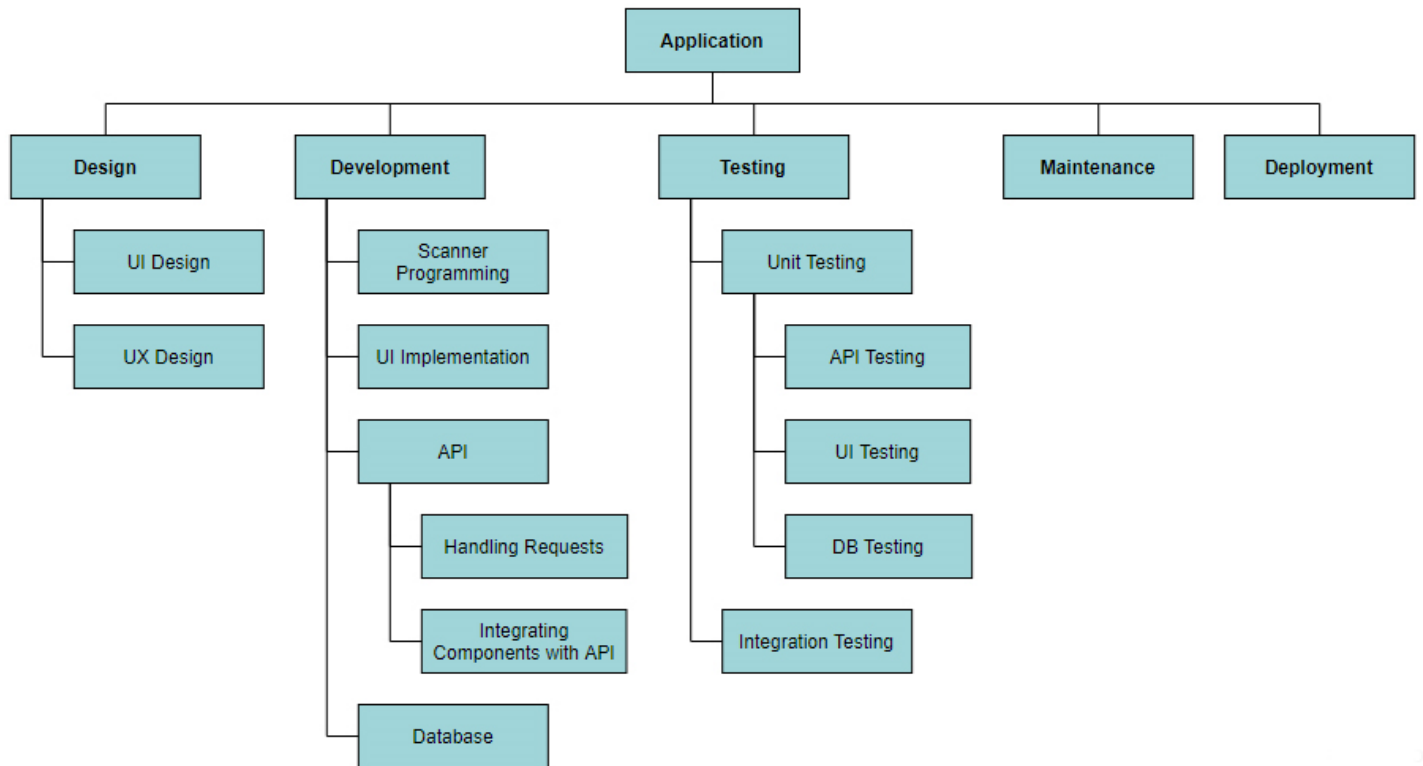 Application
Design
Development
Testing
Maintenance
Deployment
UI Design
Scanner
Programming
Unit Testing
UX Design
UI Implementation
API Testing
API
UI Testing
Handling Requests
DB Testing
Integrating
Components with API
Integration Testing
Database